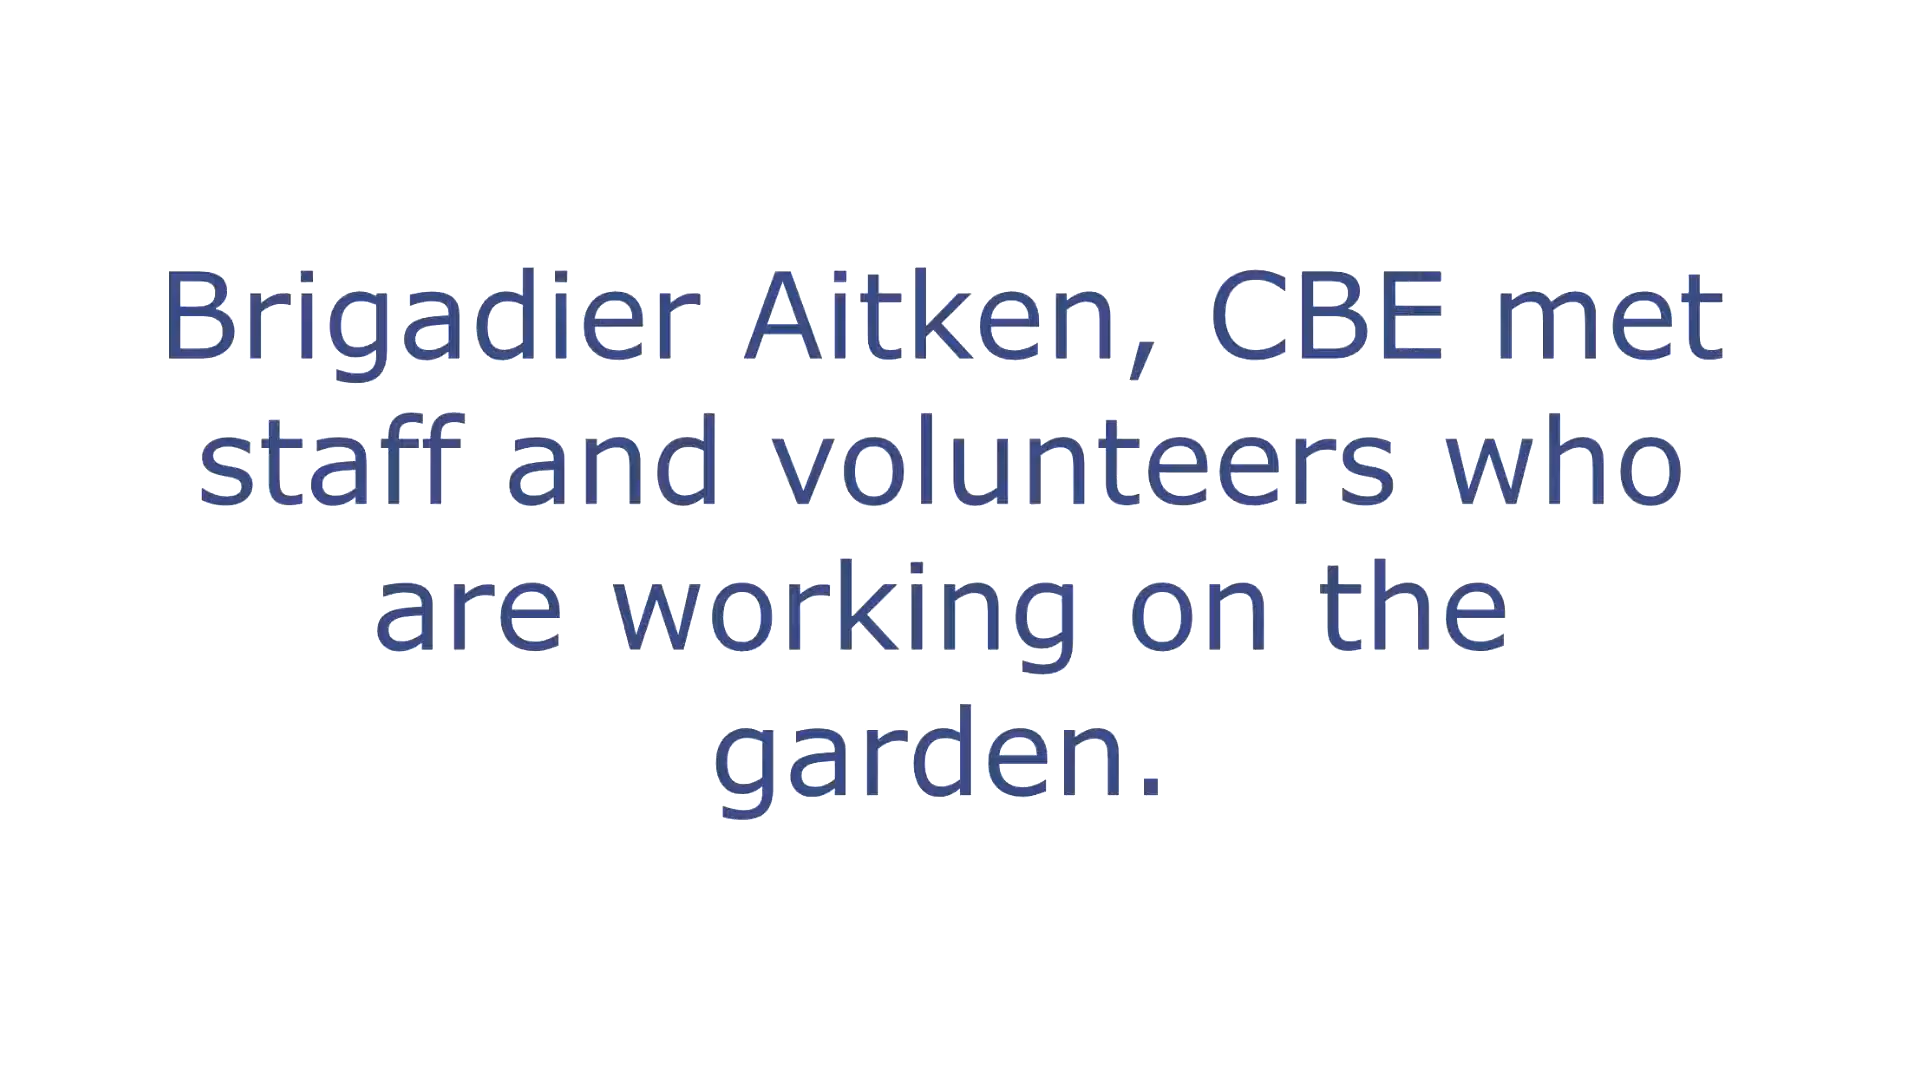 Brigadier Aitken, CBE met
staff and volunteers who
are working on the
garden.